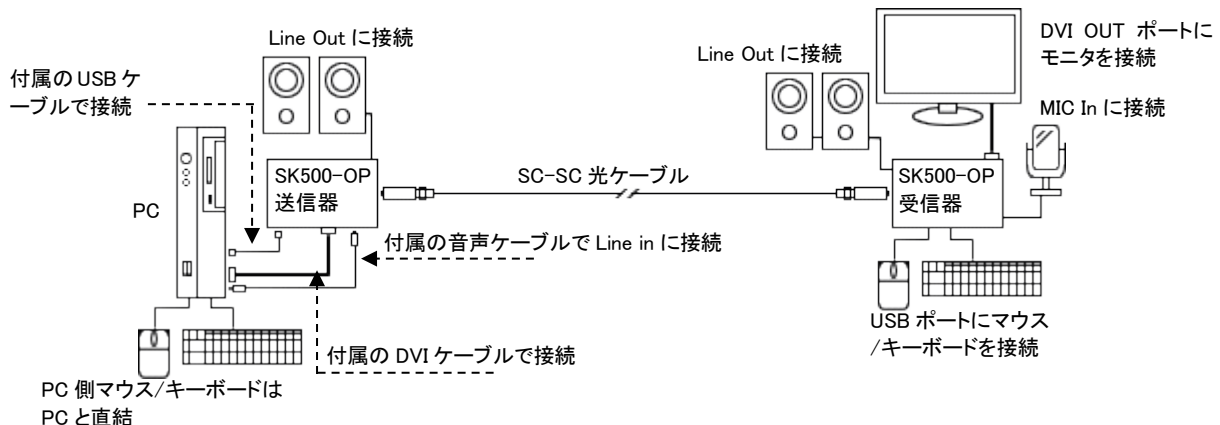 Line Out に接続
付属の USB ケ
ーブルで接続
PC
SK500-OP
送信器
付属の音声ケーブルで Line in に接続
付属の DVI ケーブルで接続
PC 側マウス/キーボードは
PC と直結
SC-SC 光ケーブル
Line Out に接続
DVI OUT ポートに
モニタを接続
MIC In に接続
SK500-OP
受信器
USB ポートにマウス
/キーボードを接続